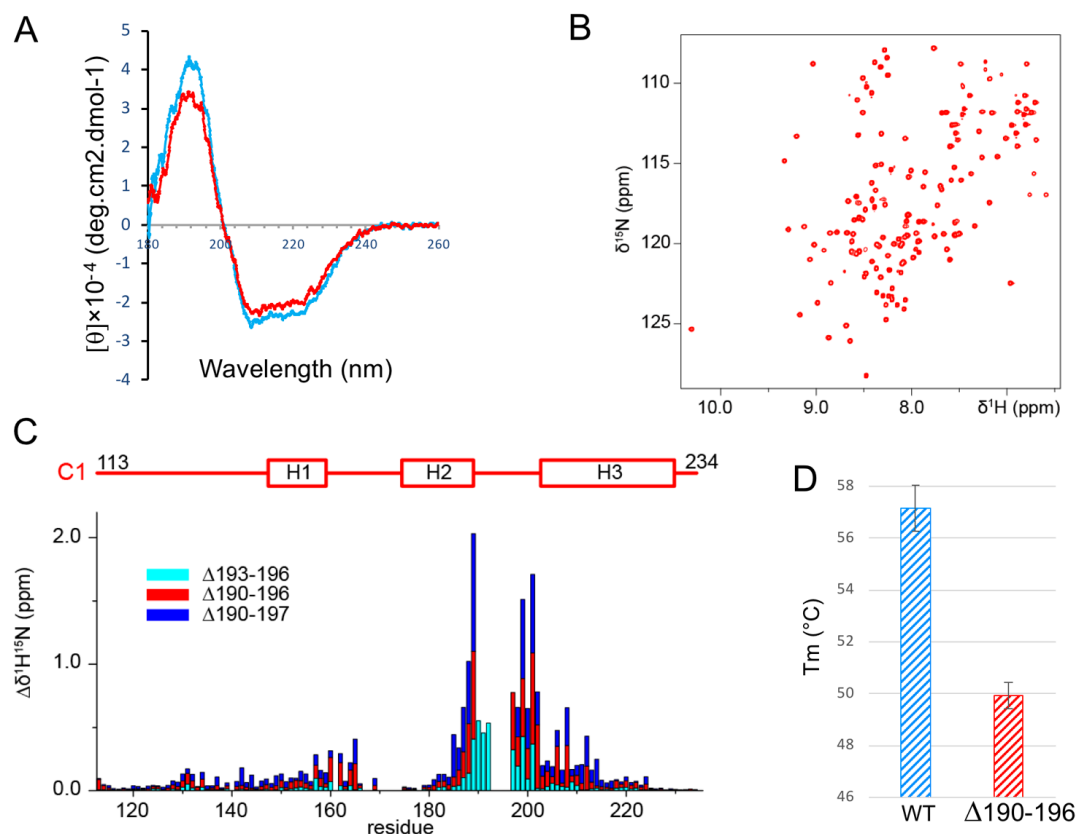 A
5
4
3
2
1
0
-1
-2
-3
-4
180 200 220 240 260
[θ]×10⁻⁴ (deg.cm2.dmol-1)
Wavelength (nm)
B
110
115
120
125
δ¹⁵N (ppm)
10.0 9.0 8.0 δ¹H (ppm)
C
C1 113 H1 H2 H3 234
2.0
1.0
0.0
Δδ¹H¹⁵N (ppm)
Δ193-196
Δ190-196
Δ190-197
120 140 160 180 200 220
residue
D
58
56
54
52
50
48
46
Tm (°C)
WT Δ190-196